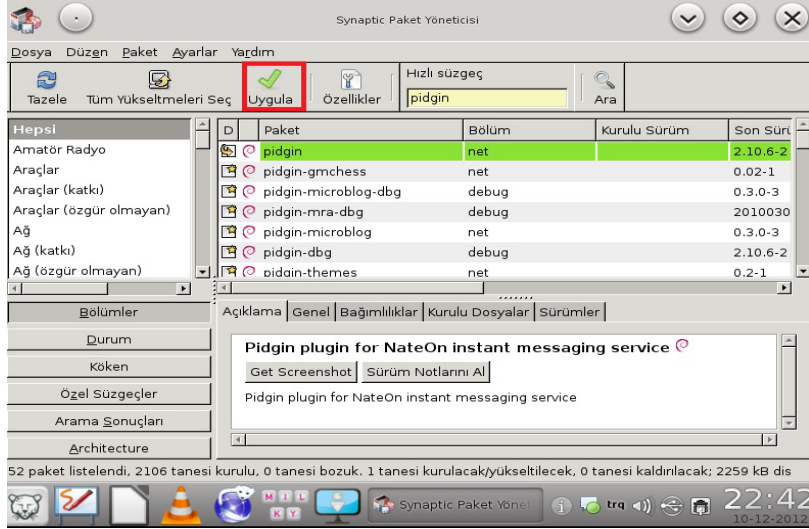 Synaptic Paket Yöneticisi
Dosya Düzen Paket Ayarlar Yardım
Tazele
Tüm Yükseltmeleri Seç
Uygula
Özellikler
Hızlı süzgeç
pidgin
Ara
Hepsi
Amatör Radyo
Araçlar
Araçlar (katkı)
Araçlar (özgür olmayan)
Ağ
Ağ (katkı)
Ağ (özgür olmayan)
D Paket Bölüm Kurulu Sürüm Son Sürü
pidgin net 2.10.6-2
pidgin-gmchess net 0.02-1
pidgin-microblog-dbg debug 0.3.0-3
pidgin-mra-dbg debug 2010030
pidgin-microblog net 0.3.0-3
pidgin-dbg debug 2.10.6-2
pidgin-themes net 0.2-1
Bölümler
Durum
Köken
Özel Süzgeçler
Arama Sonuçları
Architecture
Açıklama Genel Bağımlılıklar Kurulu Dosyalar Sürümler
Pidgin plugin for NateOn instant messaging service
Get Screenshot Sürüm Notlarını Al
Pidgin plugin for NateOn instant messaging service
52 paket listelendi, 2106 tanesi kurulu, 0 tanesi bozuk. 1 tanesi kurulacak/yükseltilecek, 0 tanesi kaldırılacak; 2259 kB dis
M I L
K Y
Synaptic Paket Yönet
trq
22:42
10-12-2012